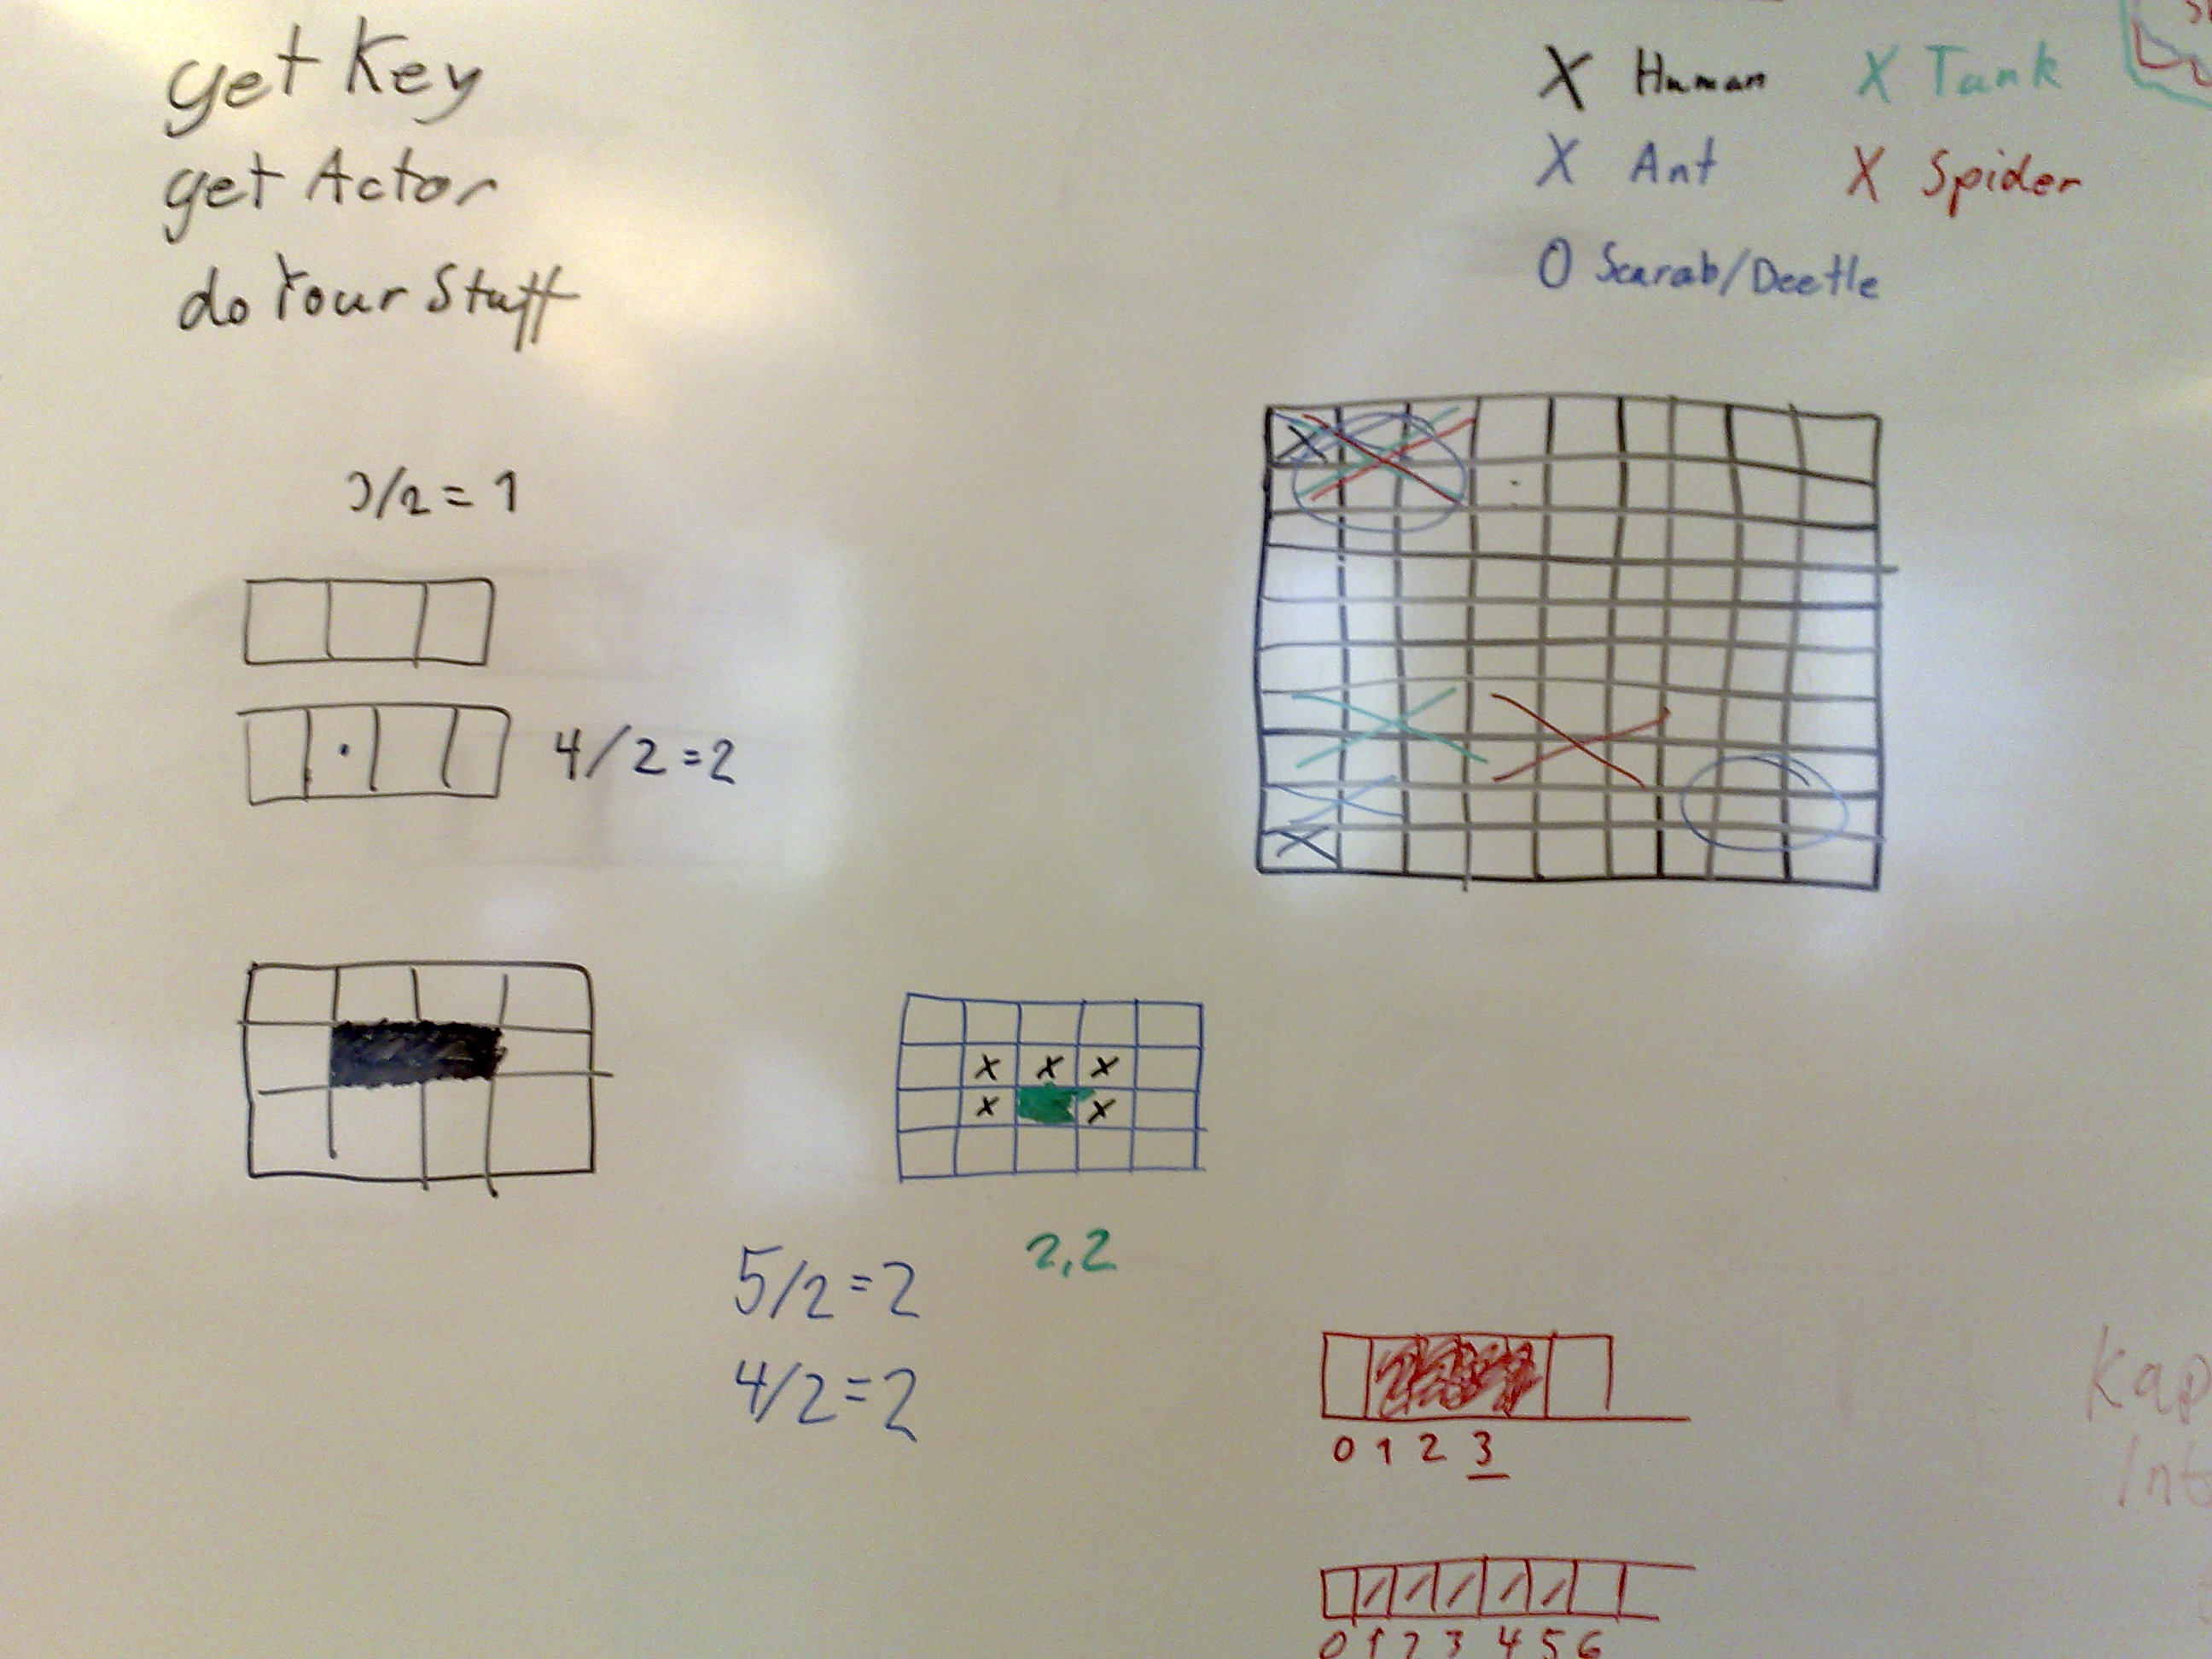 get Key
get Actor
do Your Stuff
X Human X Tank
X Ant X Spider
O Scarab/Deetle
3/2 = 1
4/2 = 2
X
X
x x x
x x
2,2
5/2 = 2
4/2 = 2
0 1 2 3
0 1 2 3 4 5 6
Kap